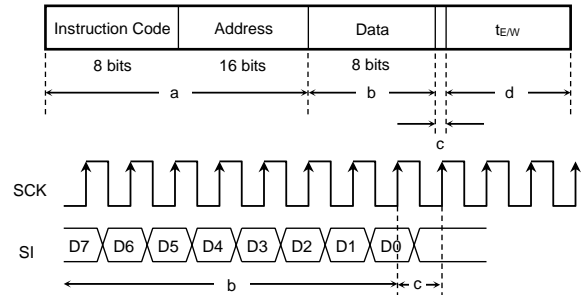 Instruction Code Address Data tE/W
8 bits 16 bits 8 bits
a b d
c
SCK
SI D7 D6 D5 D4 D3 D2 D1 D0
b c